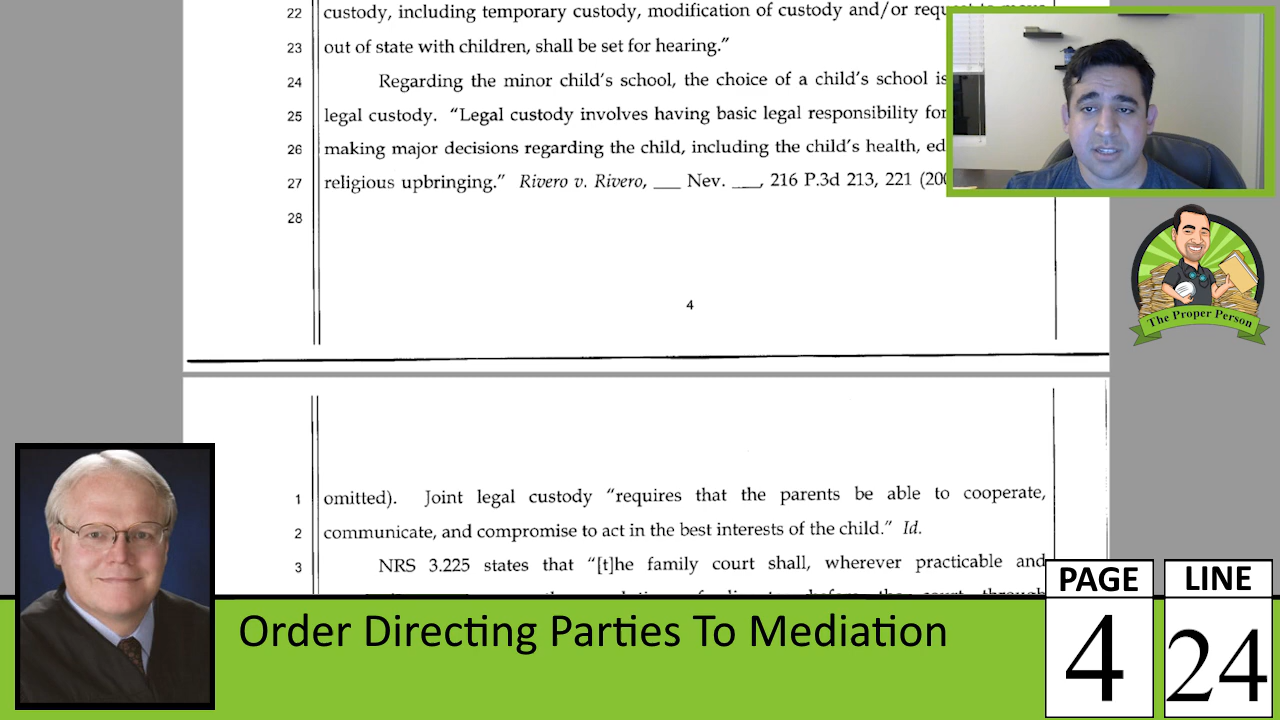 22 custody, including temporary custody, modification of custody and/or request to move
23 out of state with children, shall be set for hearing.”
24 Regarding the minor child’s school, the choice of a child’s school is
25 legal custody. “Legal custody involves having basic legal responsibility for
26 making major decisions regarding the child, including the child’s health, ed
27 religious upbringing.” Rivero v. Rivero, ___ Nev. ___, 216 P.3d 213, 221 (200
28
4
The Proper Person
1 omitted). Joint legal custody “requires that the parents be able to cooperate,
2 communicate, and compromise to act in the best interests of the child.” Id.
3 NRS 3.225 states that “[t]he family court shall, wherever practicable and
Order Directing Parties To Mediation
PAGE
4
LINE
24